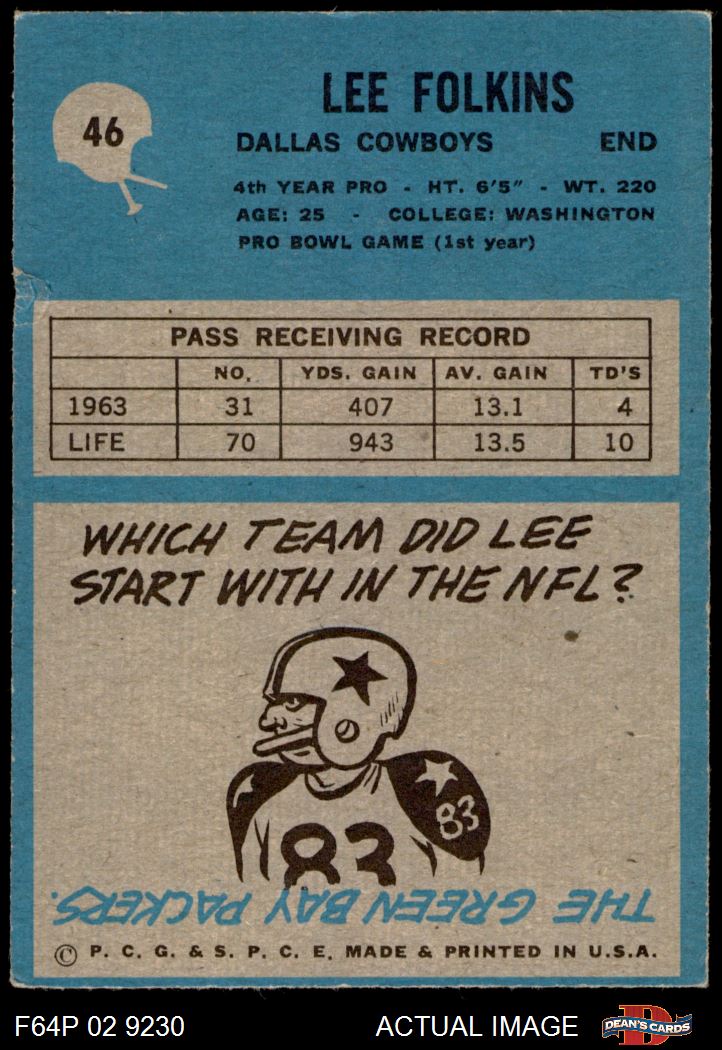 46
LEE FOLKINS
DALLAS COWBOYS END
4th YEAR PRO - HT. 6'5" - WT. 220
AGE: 25 - COLLEGE: WASHINGTON
PRO BOWL GAME (1st year)
PASS RECEIVING RECORD
NO. YDS. GAIN AV. GAIN TD'S
1963 31 407 13.1 4
LIFE 70 943 13.5 10
WHICH TEAM DID LEE
START WITH IN THE NFL?
83
83
THE GREEN BAY PACKERS.
© P. C. G. & S. P. C. E. MADE & PRINTED IN U.S.A.
F64P 02 9230 ACTUAL IMAGE D DEAN'S CARDS